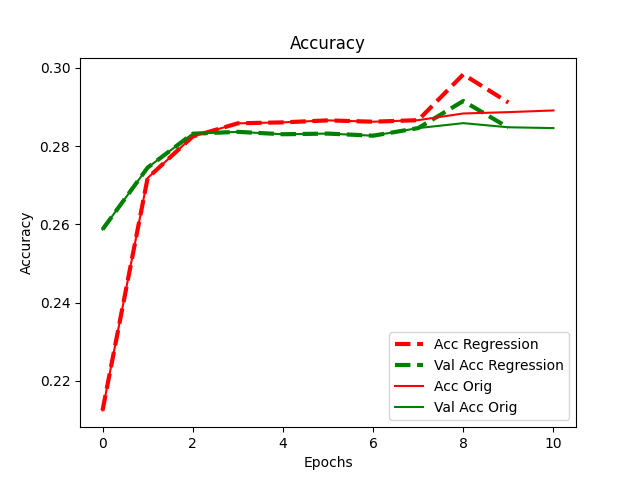 Accuracy
0.30
0.28
0.26
0.24
0.22
Accuracy
0 2 4 6 8 10
Epochs
Acc Regression
Val Acc Regression
Acc Orig
Val Acc Orig